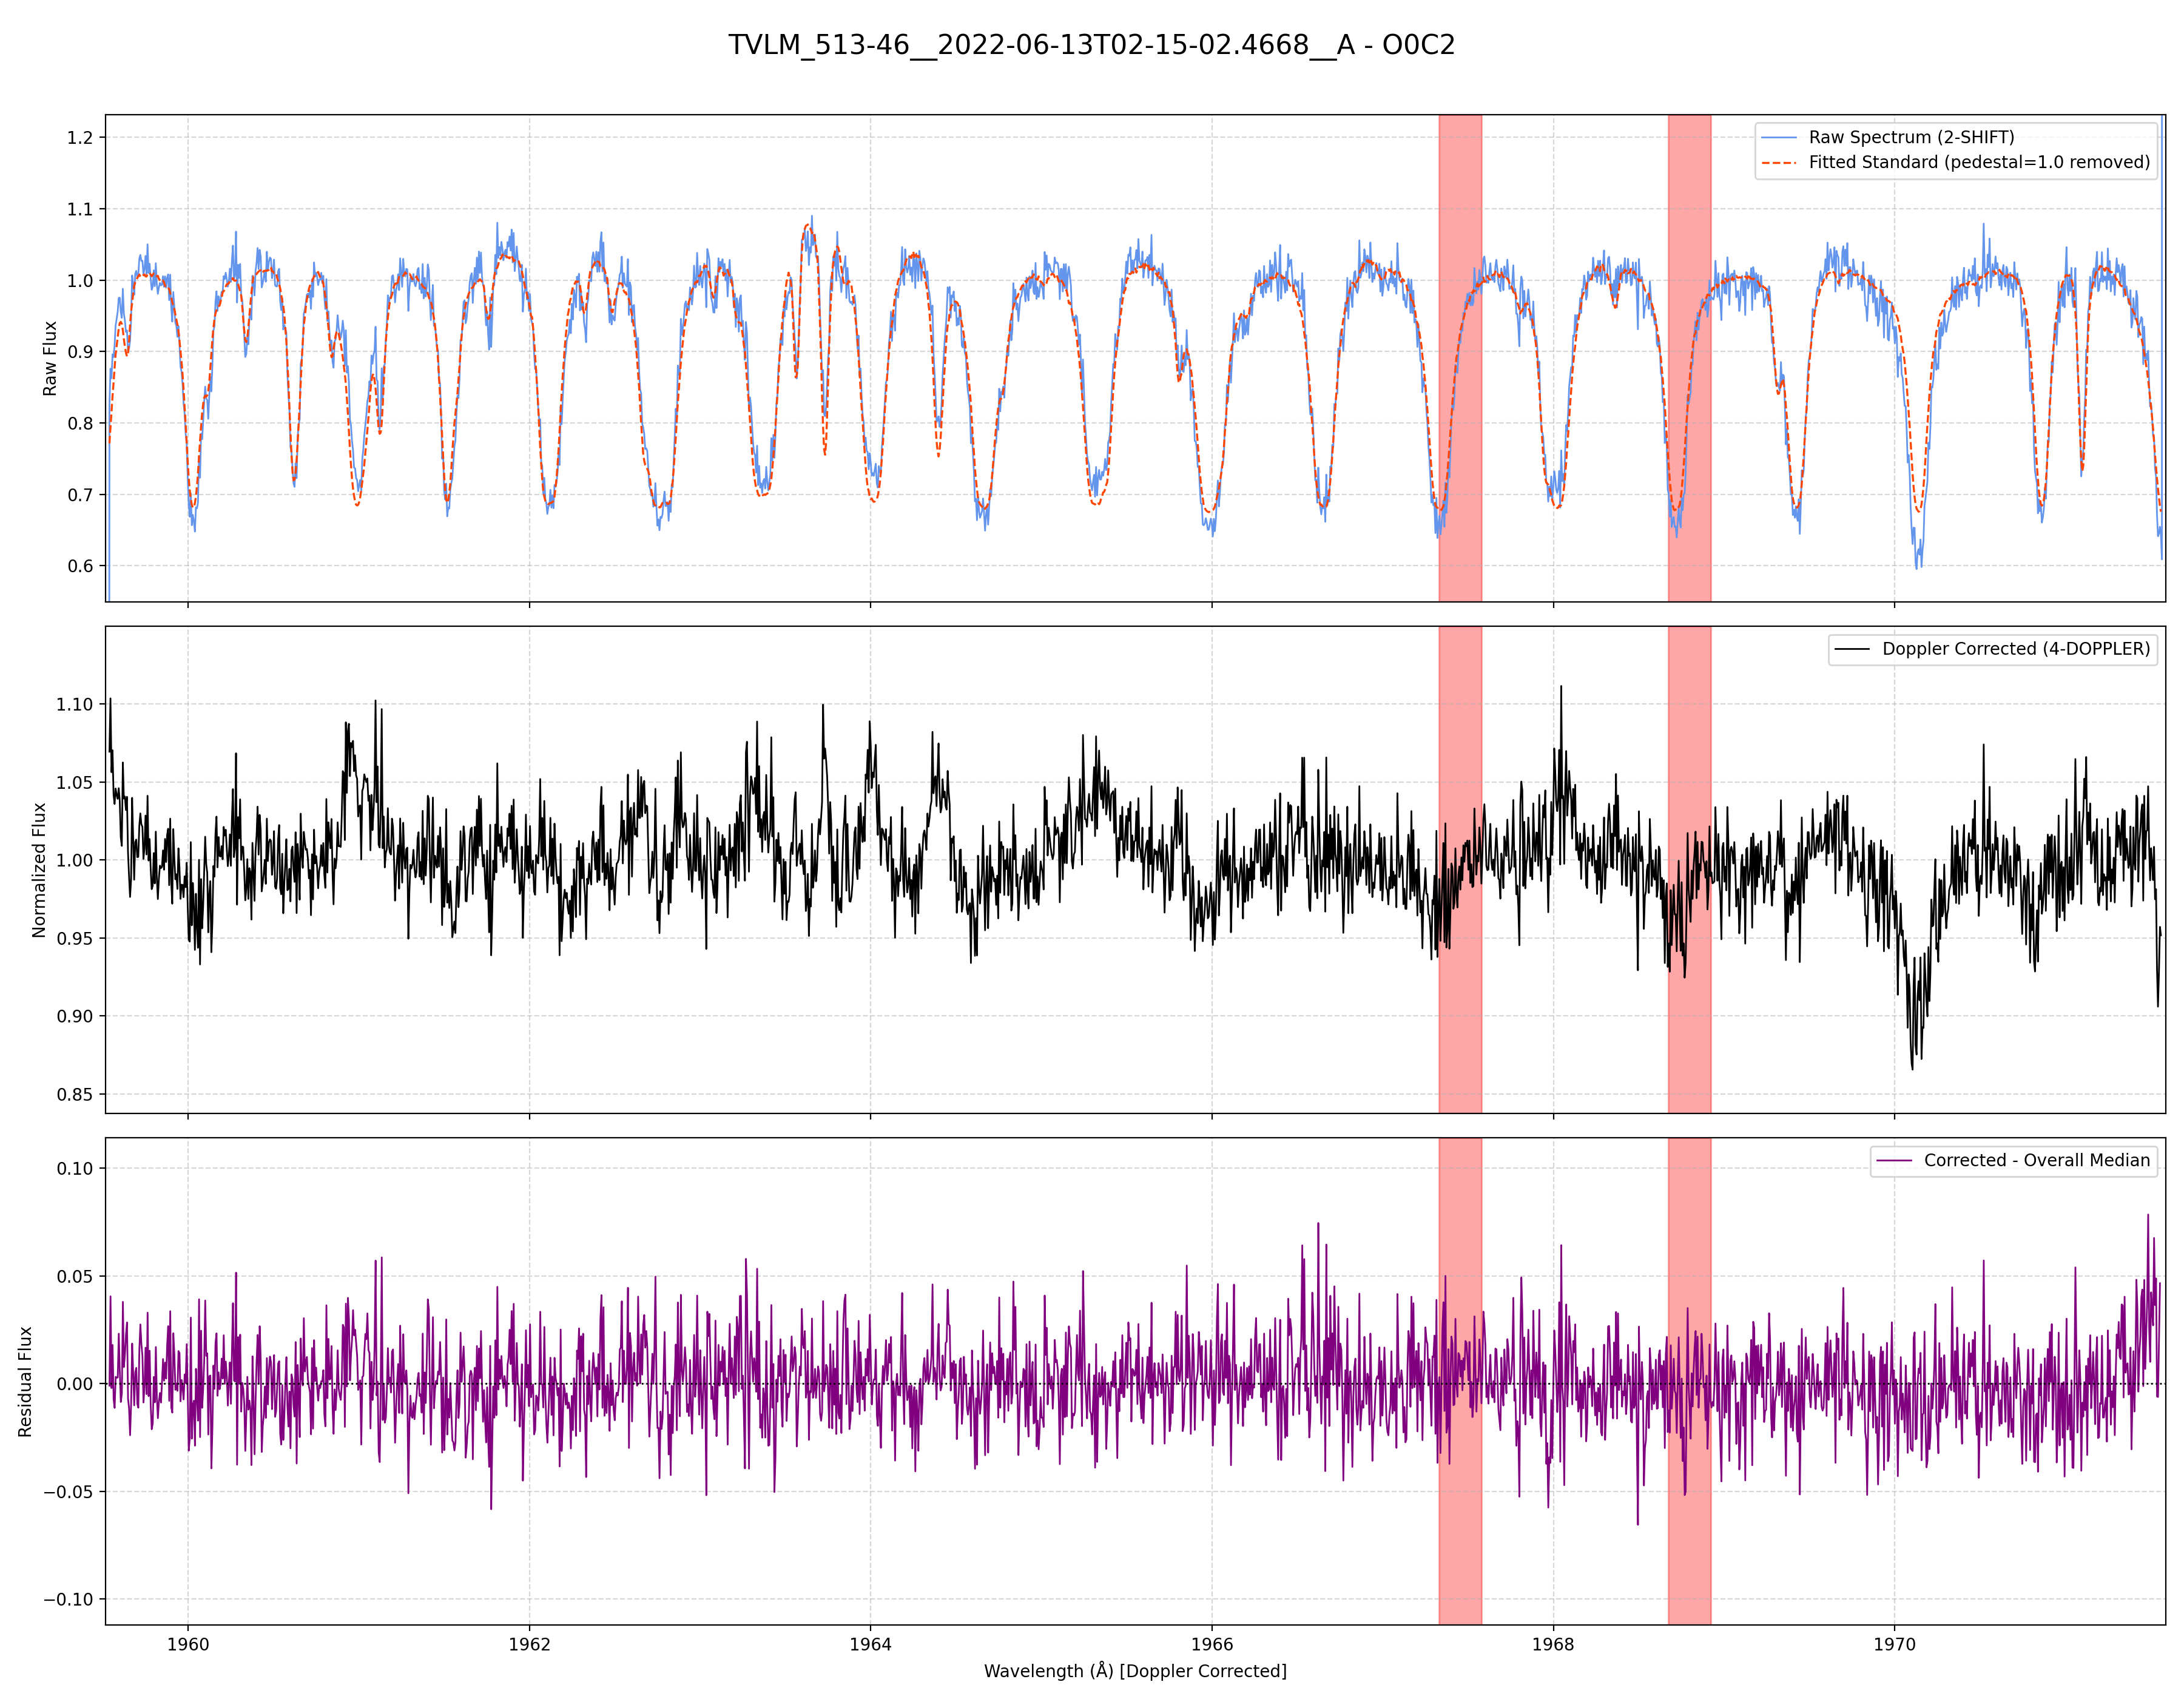 TVLM_513-46__2022-06-13T02-15-02.4668__A - O0C2
1.2
1.1
1.0
0.9
0.8
0.7
0.6
Raw Flux
Raw Spectrum (2-SHIFT)
Fitted Standard (pedestal=1.0 removed)
1.10
1.05
1.00
0.95
0.90
0.85
Normalized Flux
Doppler Corrected (4-DOPPLER)
0.10
0.05
0.00
−0.05
−0.10
Residual Flux
Corrected - Overall Median
1960 1962 1964 1966 1968 1970
Wavelength (Å) [Doppler Corrected]